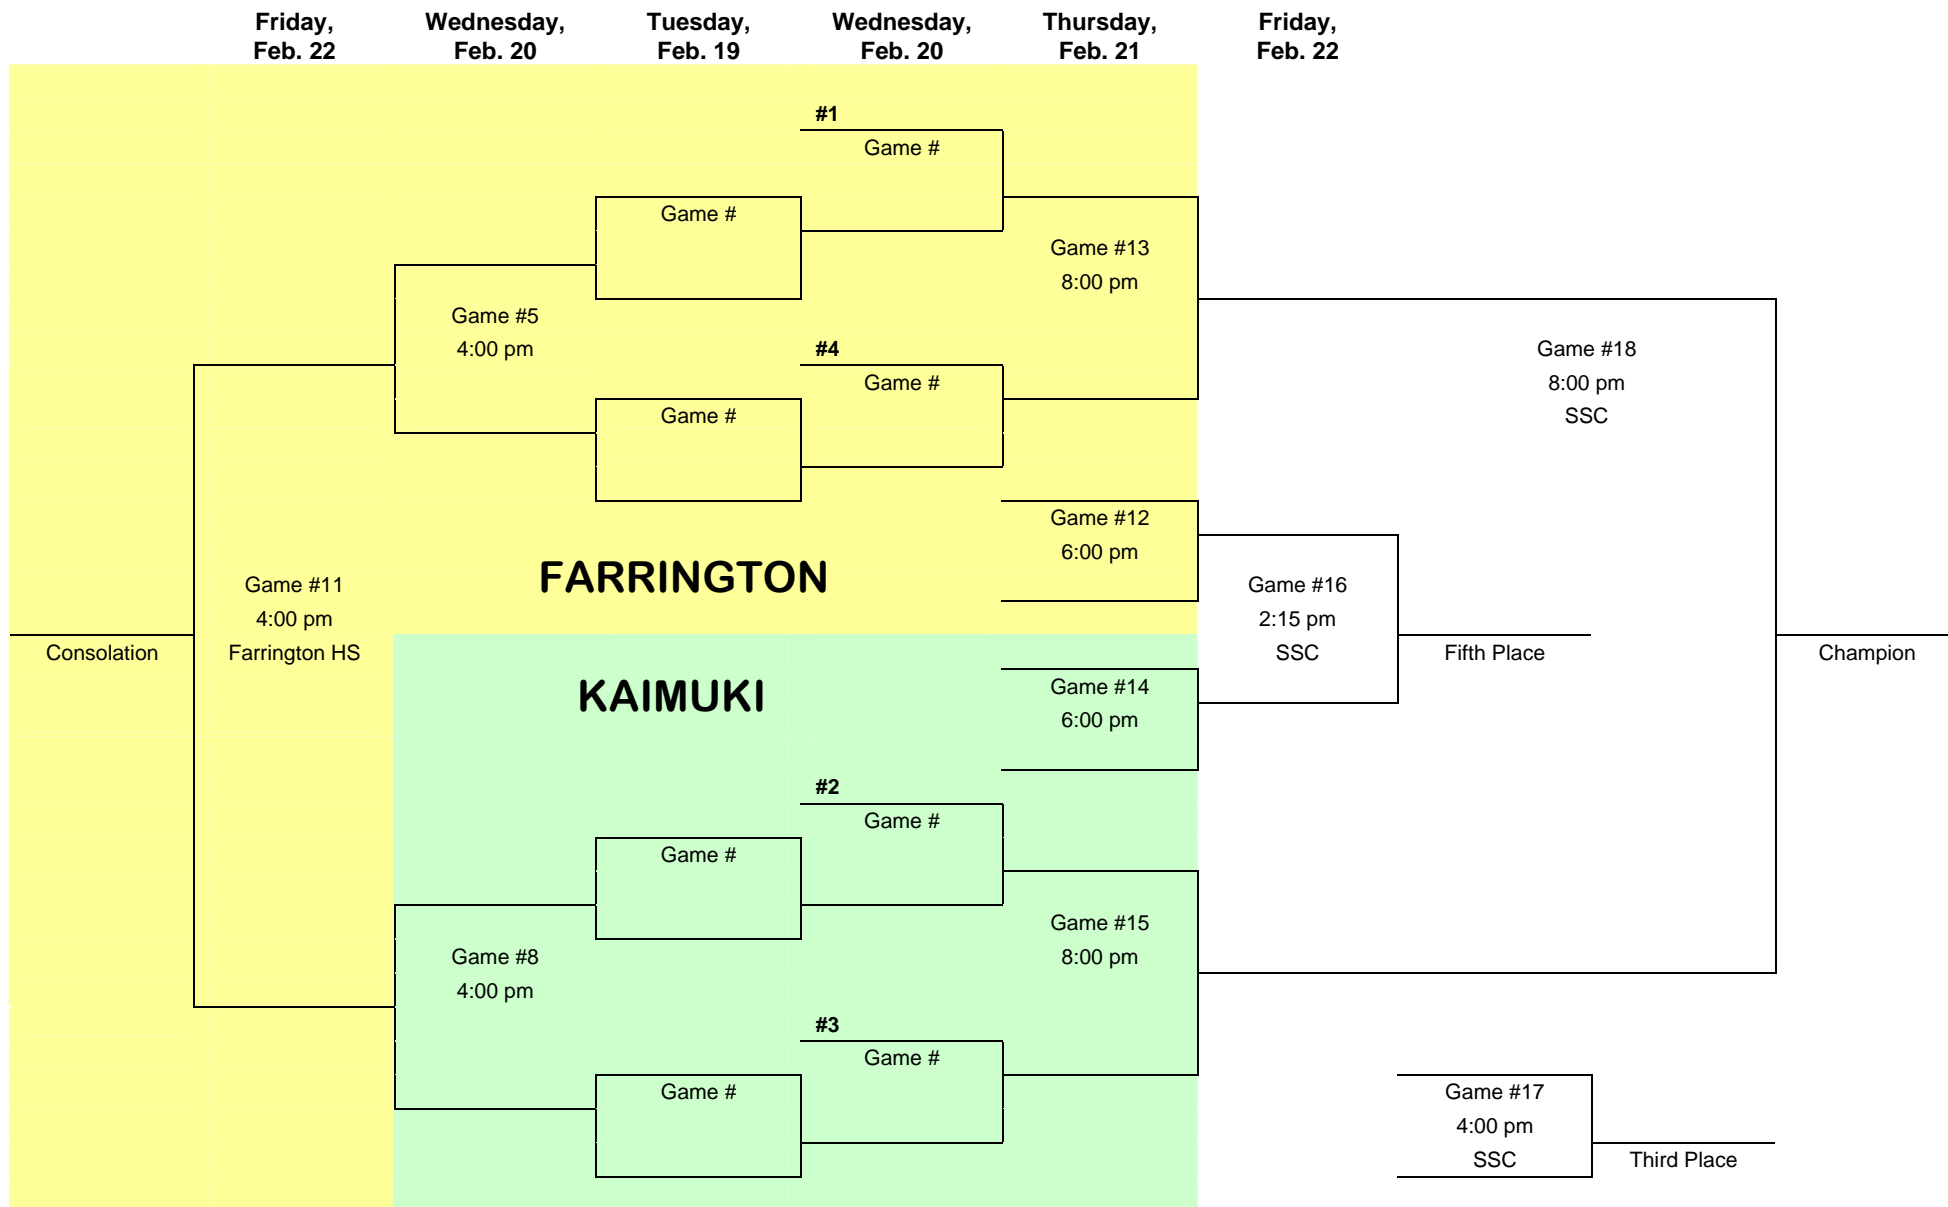 Friday, Wednesday, Tuesday, Wednesday, Thursday, Friday,
Feb. 22 Feb. 20 Feb. 19 Feb. 20 Feb. 21 Feb. 22
#1
Game #
Game #
Game #13
8:00 pm
Game #5
4:00 pm
#4
Game #18
Game #
8:00 pm
Game #
SSC
Game #12
6:00 pm
FARRINGTON
Game #11
Game #16
4:00 pm
2:15 pm
Consolation
Farrington HS
SSC
Fifth Place
Champion
KAIMUKI
Game #14
6:00 pm
#2
Game #
Game #
Game #15
Game #8
8:00 pm
4:00 pm
#3
Game #
Game #
Game #17
4:00 pm
SSC
Third Place